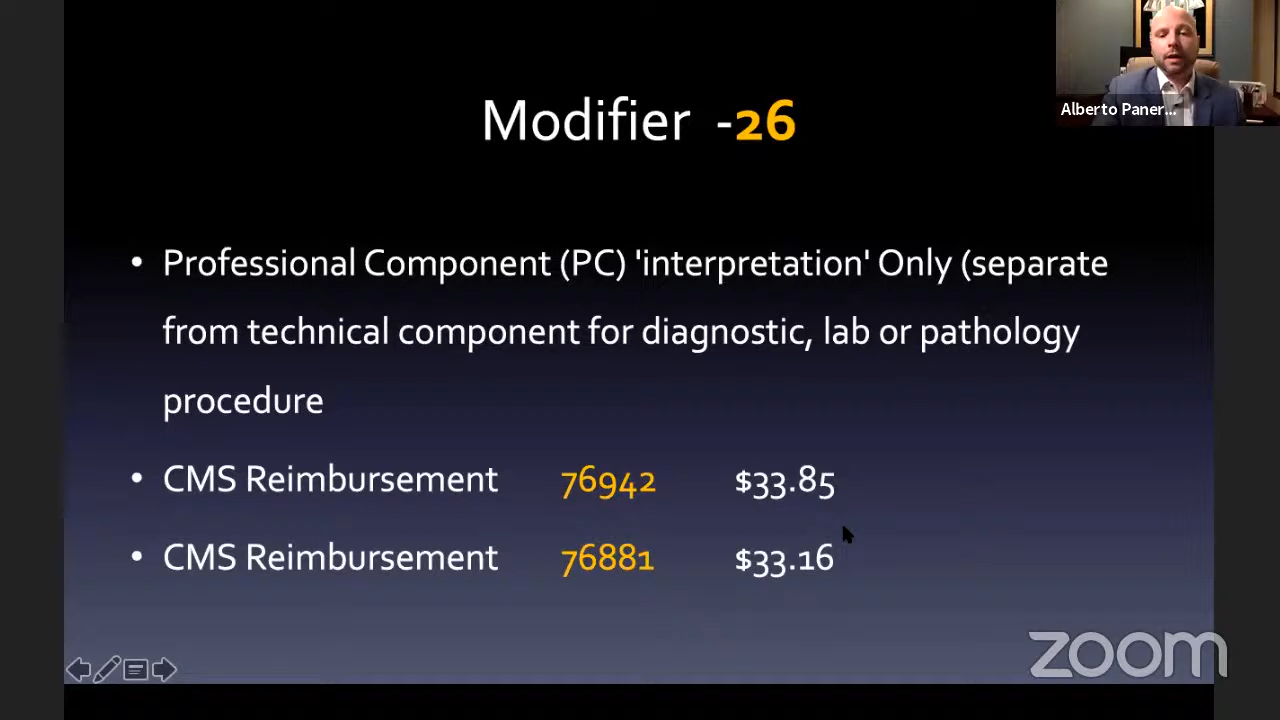 Modifier -26
Alberto Paner...
• Professional Component (PC) 'interpretation' Only (separate
from technical component for diagnostic, lab or pathology
procedure
• CMS Reimbursement 76942 $33.85
• CMS Reimbursement 76881 $33.16
zoom